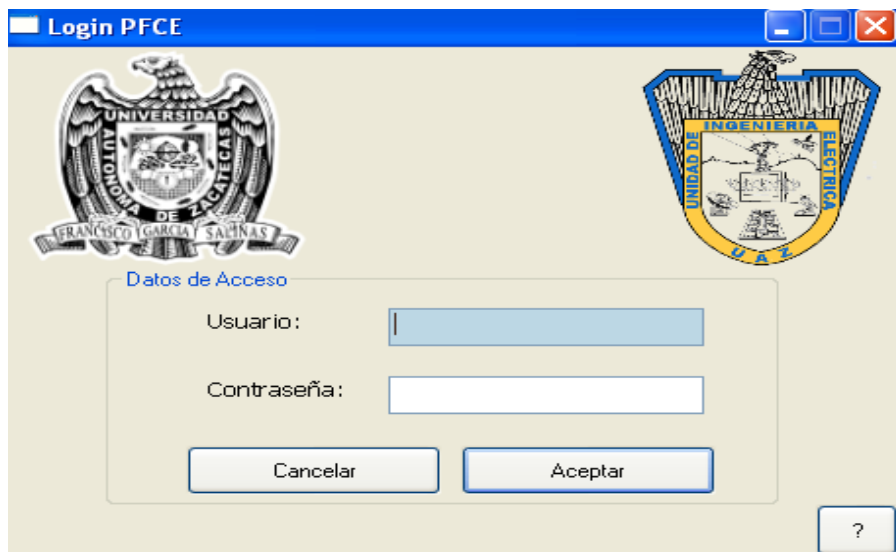 Login PFCE
UNIVERSIDAD
AUTONOMA DE ZACATECAS
FRANCISCO GARCIA SALINAS
UNIDAD DE INGENIERIA ELECTRICA
UAZ
Datos de Acceso
Usuario:
Contraseña:
Cancelar
Aceptar
?